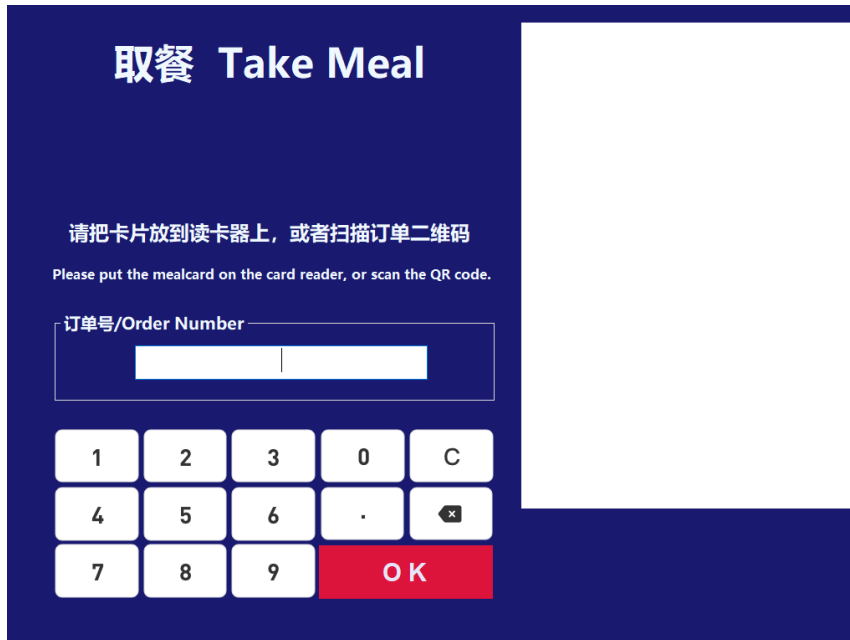 取餐 Take Meal
请把卡片放到读卡器上，或者扫描订单二维码
Please put the mealcard on the card reader, or scan the QR code.
订单号/Order Number
1 2 3 0 C
4 5 6 .
7 8 9 OK